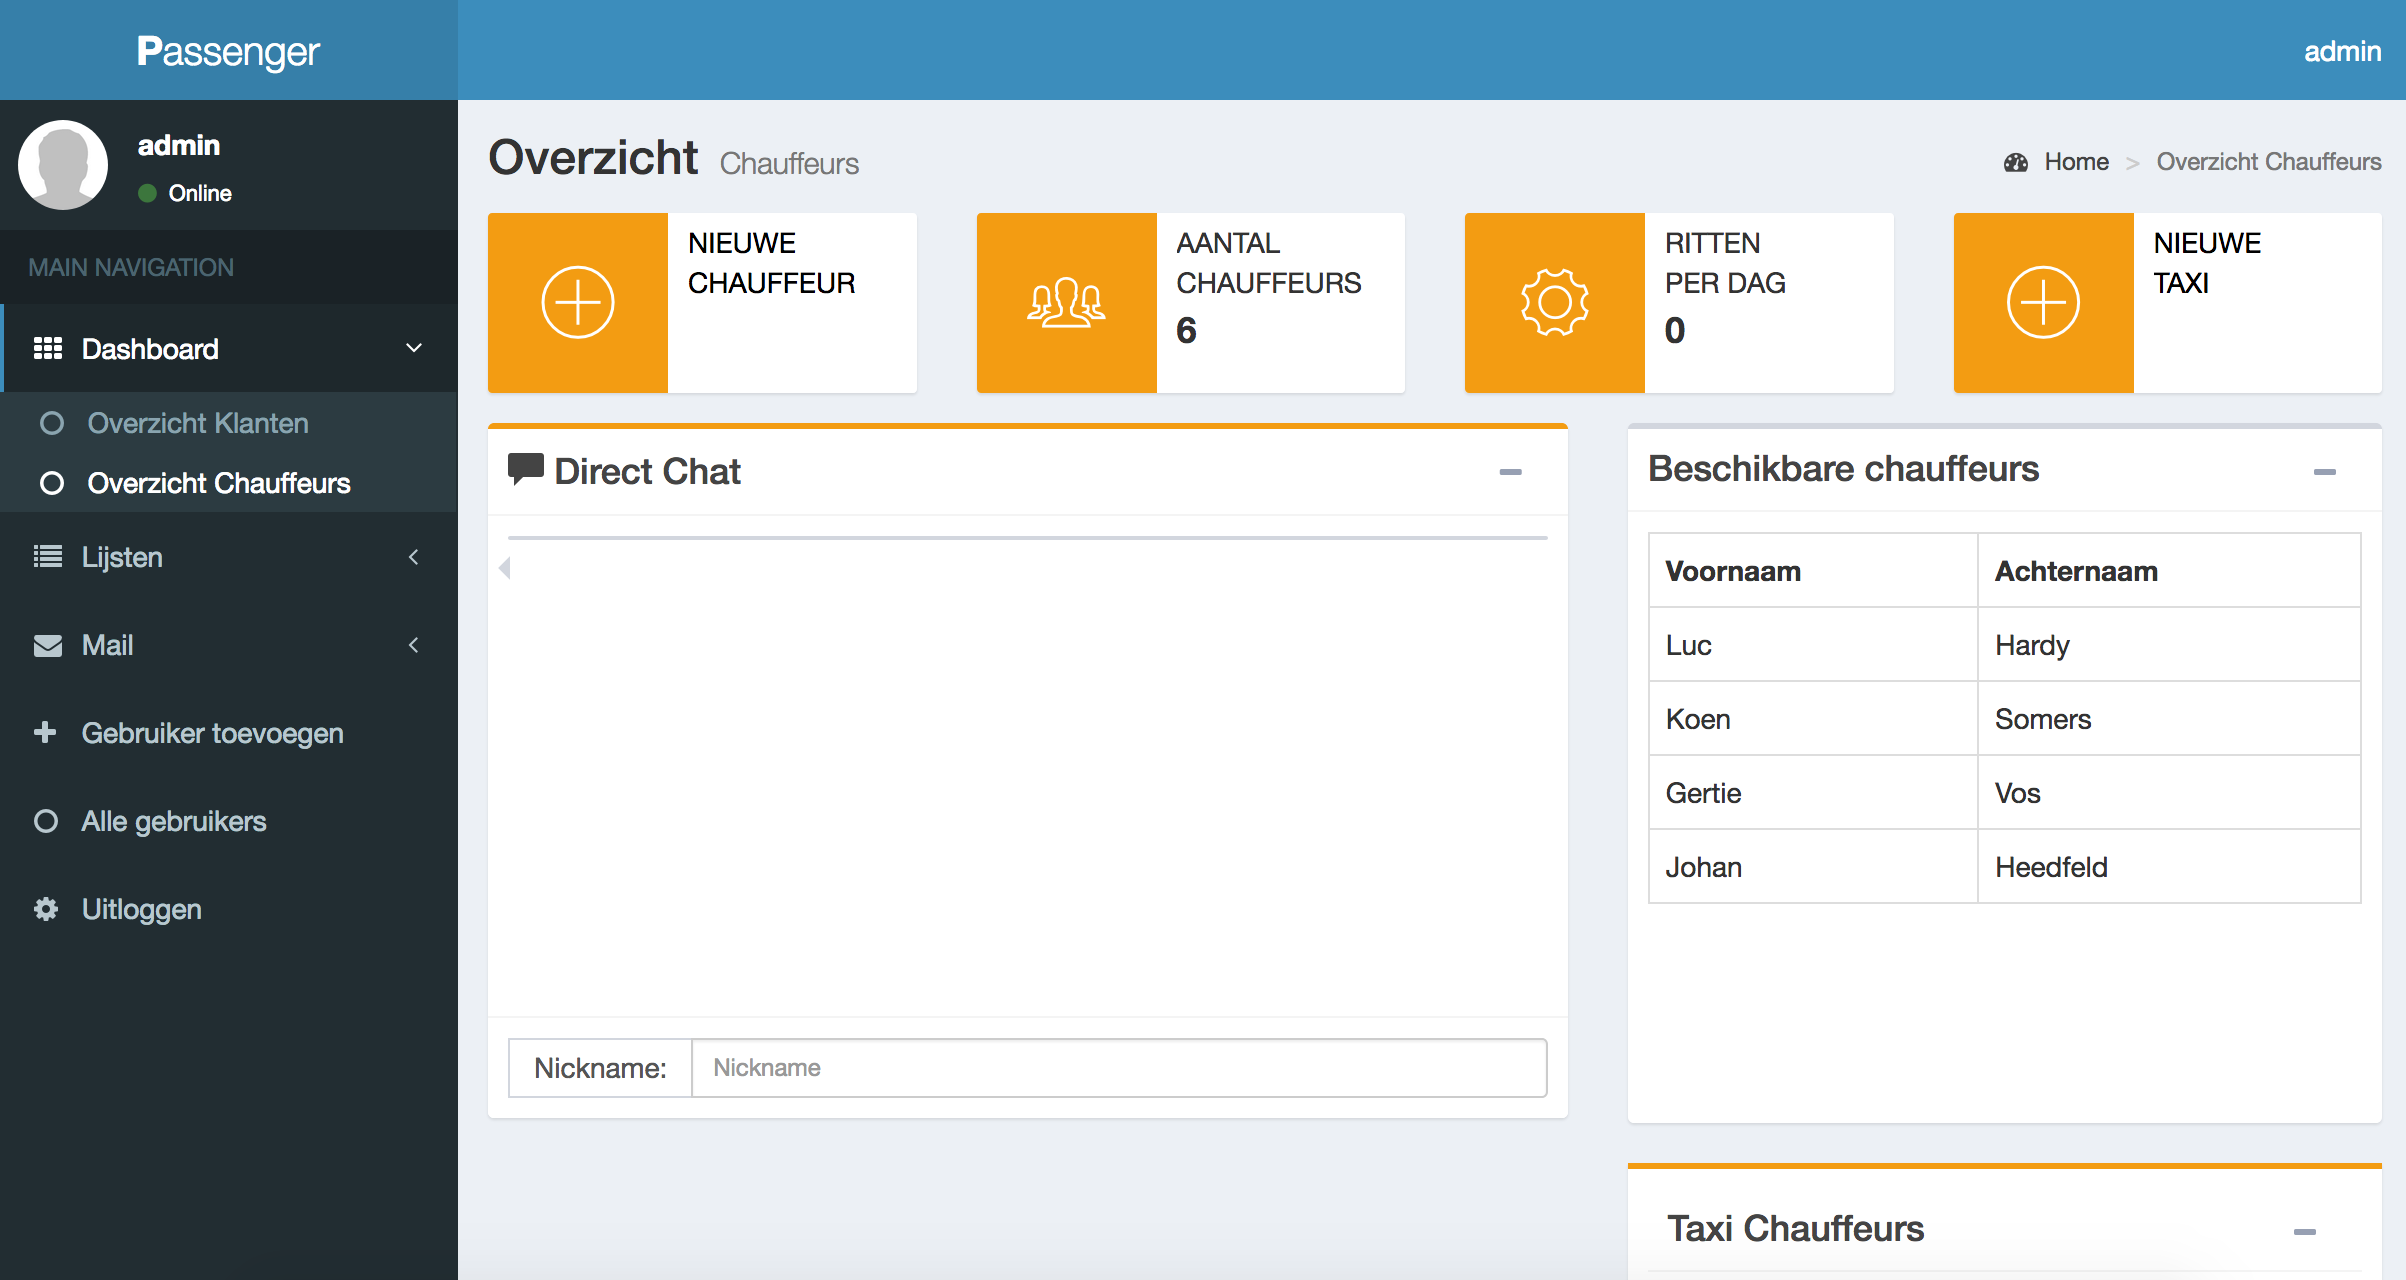 Passenger
admin
admin
Online
MAIN NAVIGATION
Dashboard
Overzicht Klanten
Overzicht Chauffeurs
Lijsten
Mail
Gebruiker toevoegen
Alle gebruikers
Uitloggen
Overzicht Chauffeurs
Home > Overzicht Chauffeurs
NIEUWE
CHAUFFEUR
AANTAL
CHAUFFEURS
6
RITTEN
PER DAG
0
NIEUWE
TAXI
Direct Chat
Nickname: Nickname
Beschikbare chauffeurs
Voornaam Achternaam
Luc Hardy
Koen Somers
Gertie Vos
Johan Heedfeld
Taxi Chauffeurs